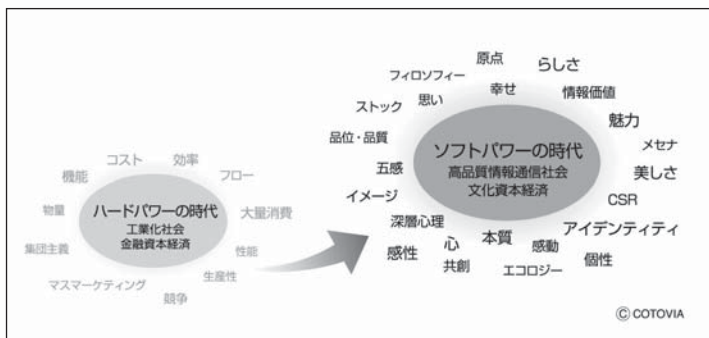 コスト
効率
機能
フロー
物量
ハードパワーの時代
工業化社会
金融資本経済
大量消費
集団主義
性能
マスマーケティング
生産性
競争
原点
らしさ
フィロソフィー
幸せ
情報価値
ストック
思い
魅力
品位・品質
ソフトパワーの時代
高品質情報通信社会
文化資本経済
メセナ
五感
美しさ
イメージ
CSR
深層心理
アイデンティティ
感性
心
本質
感動
個性
共創
エコロジー
Ⓒ COTOVIA